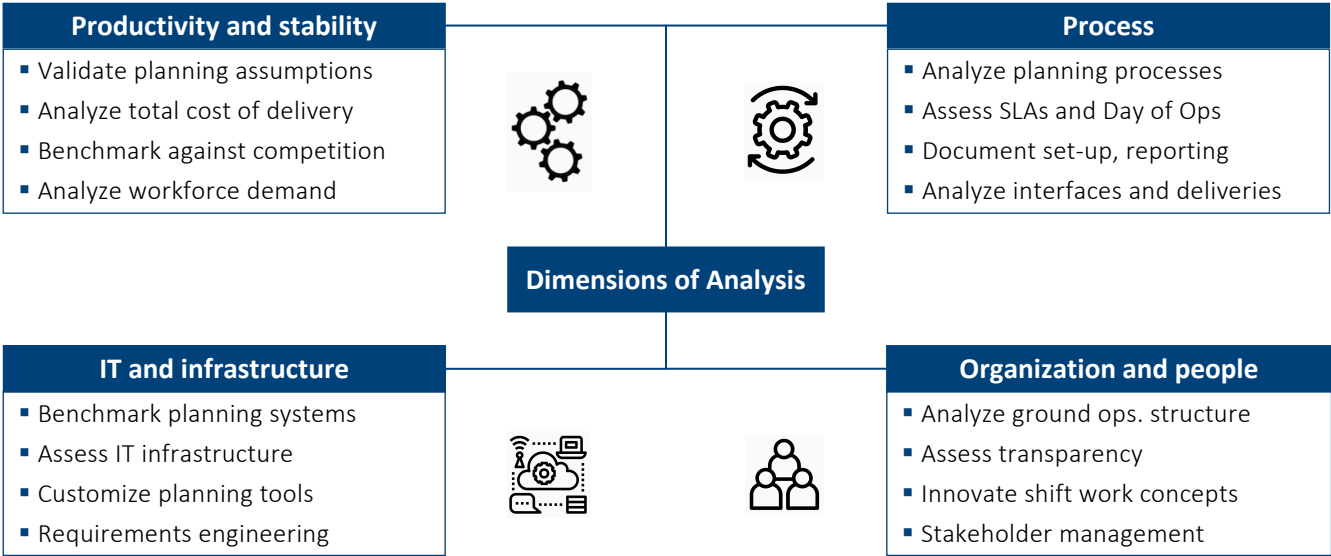 Productivity and stability
▪ Validate planning assumptions
▪ Analyze total cost of delivery
▪ Benchmark against competition
▪ Analyze workforce demand
Process
▪ Analyze planning processes
▪ Assess SLAs and Day of Ops
▪ Document set-up, reporting
▪ Analyze interfaces and deliveries
Dimensions of Analysis
IT and infrastructure
▪ Benchmark planning systems
▪ Assess IT infrastructure
▪ Customize planning tools
▪ Requirements engineering
Organization and people
▪ Analyze ground ops. structure
▪ Assess transparency
▪ Innovate shift work concepts
▪ Stakeholder management